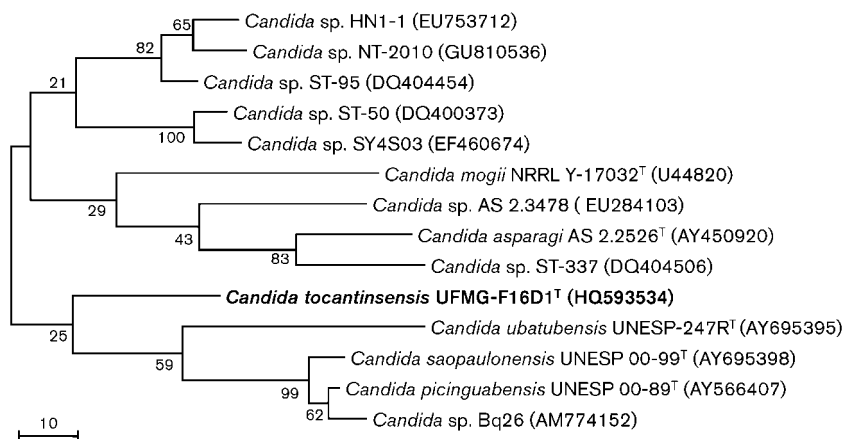 65
Candida sp. HN1-1 (EU753712)
82
Candida sp. NT-2010 (GU810536)
21
Candida sp. ST-95 (DQ404454)
Candida sp. ST-50 (DQ400373)
100
Candida sp. SY4S03 (EF460674)
Candida mogii NRRL Y-17032ᵀ (U44820)
29
Candida sp. AS 2.3478 ( EU284103)
43
Candida asparagi AS 2.2526ᵀ (AY450920)
83
Candida sp. ST-337 (DQ404506)
Candida tocantinsensis UFMG-F16D1ᵀ (HQ593534)
25
Candida ubatubensis UNESP-247Rᵀ (AY695395)
59
Candida saopaulonensis UNESP 00-99ᵀ (AY695398)
99
Candida picinguabensis UNESP 00-89ᵀ (AY566407)
62
Candida sp. Bq26 (AM774152)
10